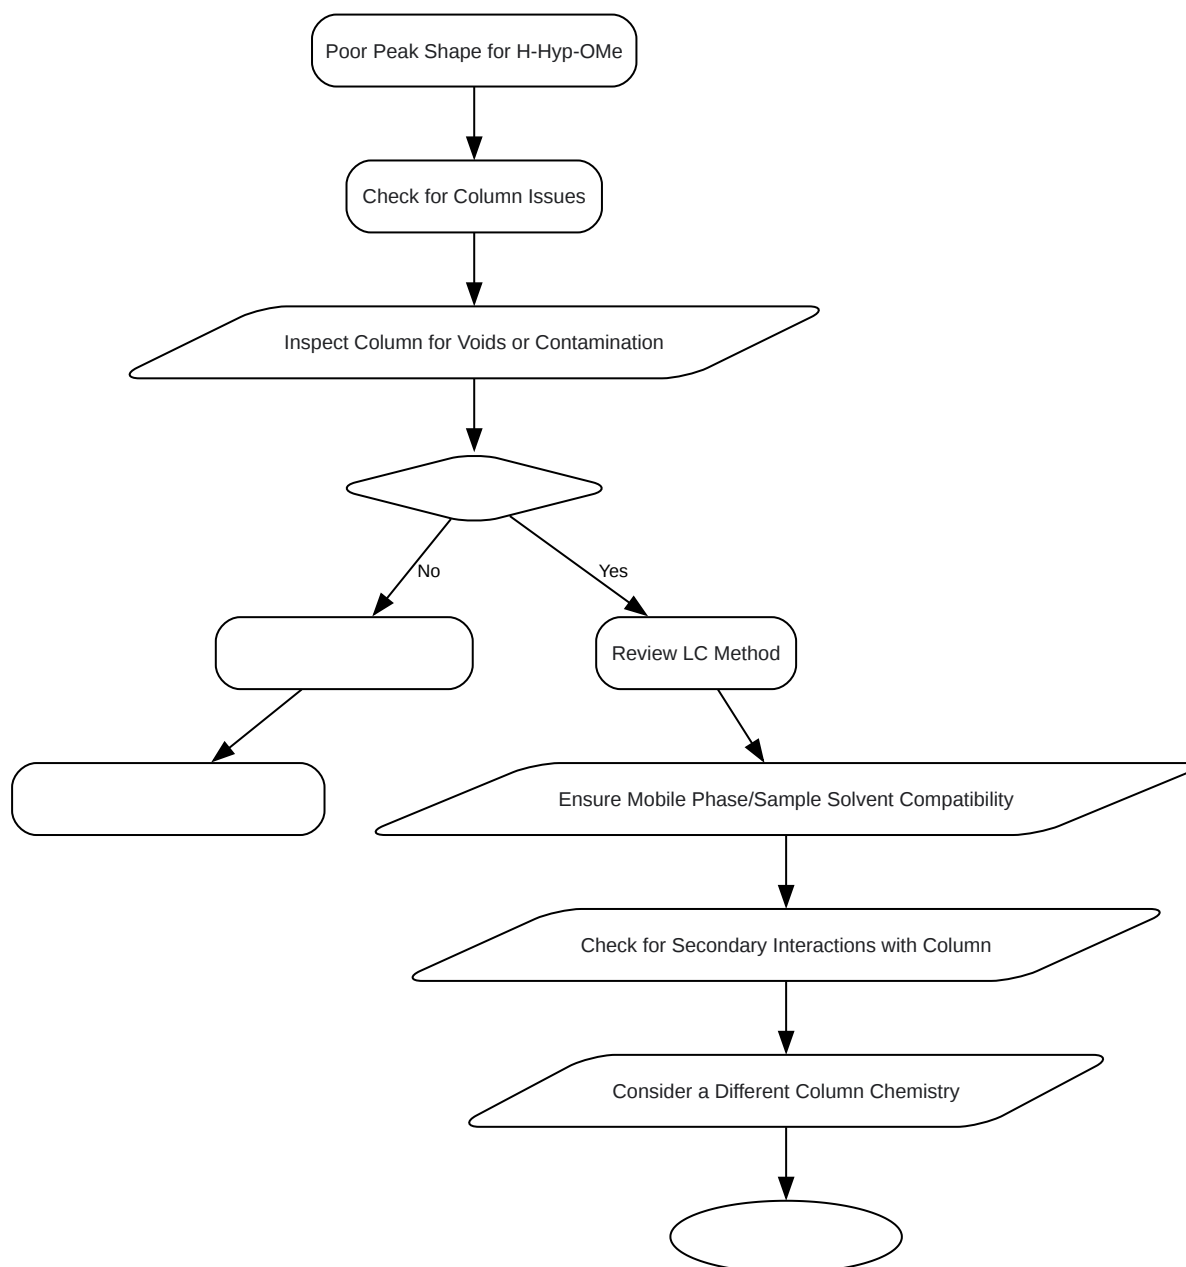 Poor Peak Shape for H-Hyp-OMe
Check for Column Issues
Inspect Column for Voids or Contamination
No
Yes
Review LC Method
Ensure Mobile Phase/Sample Solvent Compatibility
Check for Secondary Interactions with Column
Consider a Different Column Chemistry